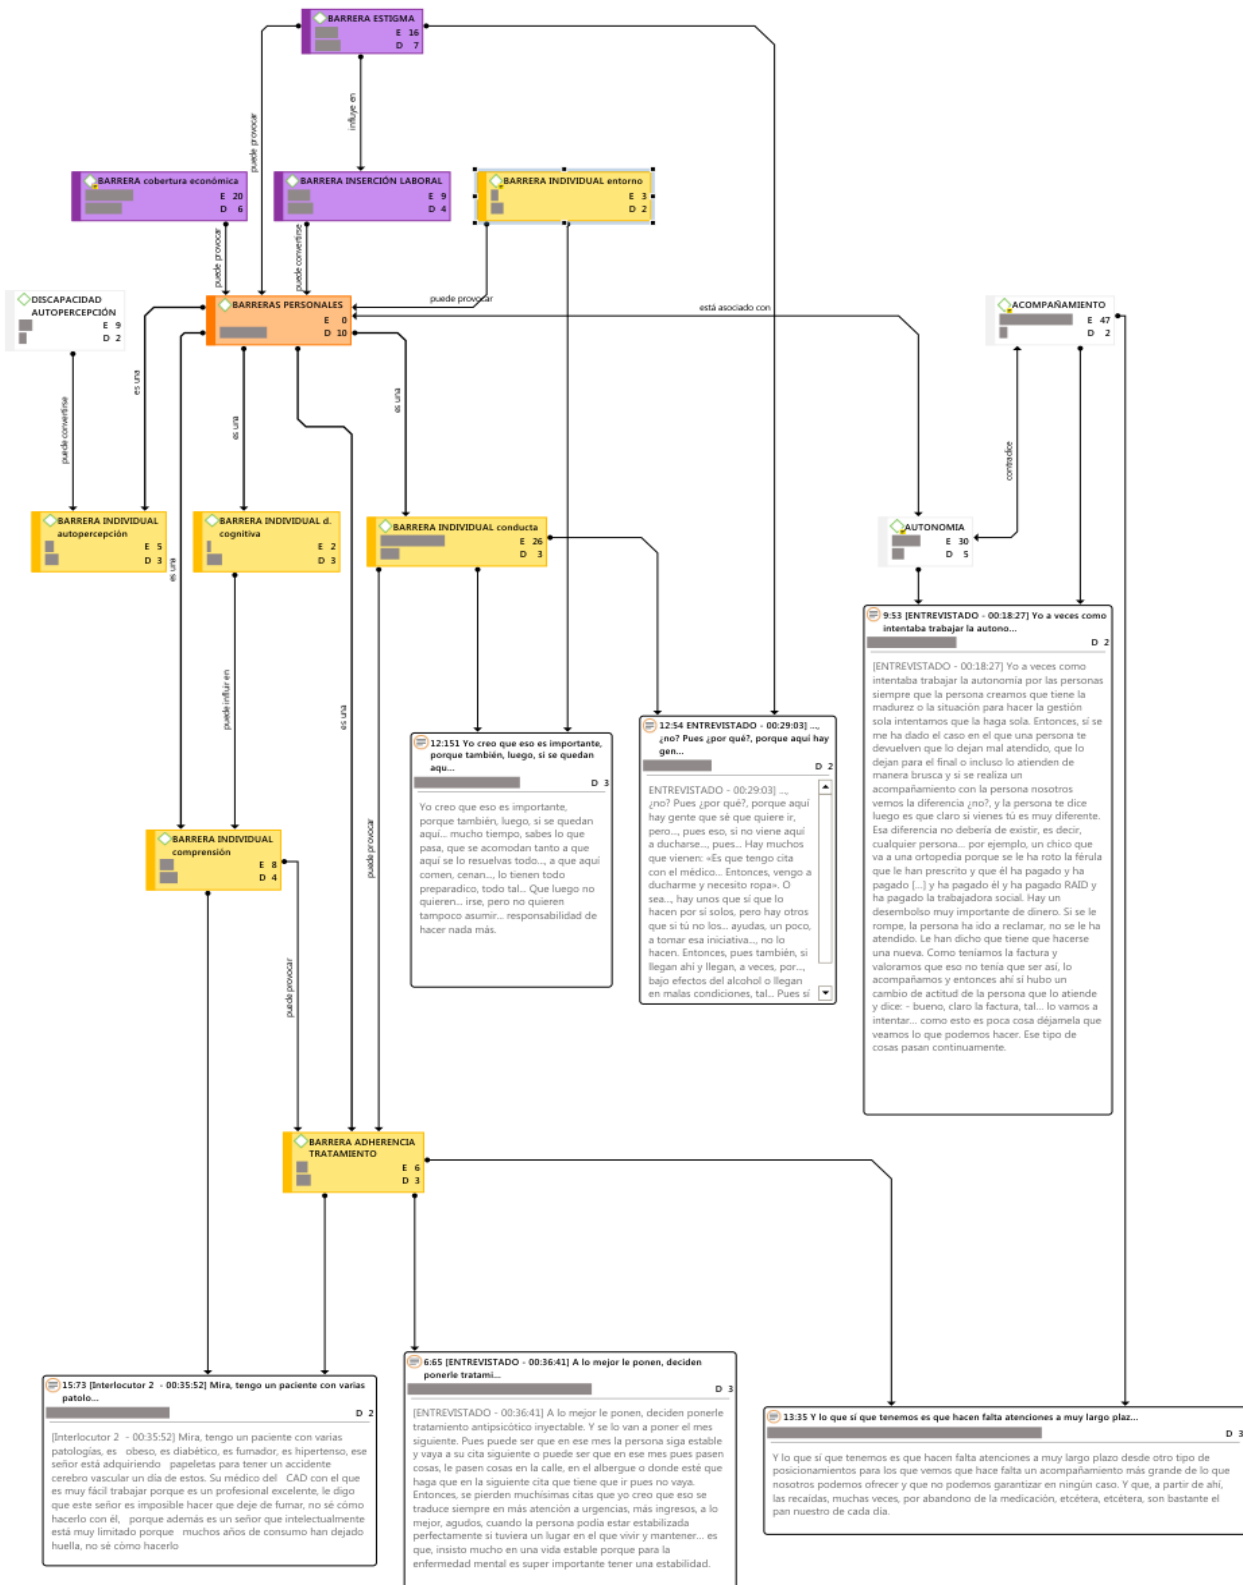 BARRERA ESTIGMA
E 16
D 7
puede provocar
influye en
BARRERA cobertura económica
E 20
D 6
BARRERA INSERCIÓN LABORAL
E 9
D 4
BARRERA INDIVIDUAL entorno
E 3
D 2
puede provocar
puede convertirse
puede provocar
está asociado con
DISCAPACIDAD
AUTOPERCEPCIÓN
E 9
D 2
BARRERAS PERSONALES
E 0
D 10
ACOMPAÑAMIENTO
E 47
D 2
puede convertirse
es una
es una
es una
contradice
BARRERA INDIVIDUAL
autopercepción
E 5
D 3
BARRERA INDIVIDUAL d.
cognitiva
E 2
D 3
BARRERA INDIVIDUAL conducta
E 26
D 3
AUTONOMIA
E 30
D 5
es una
puede influir en
es una
puede provocar
9:53 [ENTREVISTADO - 00:18:27] Yo a veces como
intentaba trabajar la autono...
D 2
[ENTREVISTADO - 00:18:27] Yo a veces como
intentaba trabajar la autonomía por las personas
siempre que la persona creamos que tiene la
madurez o la situación para hacer la gestión
sola intentamos que la haga sola. Entonces, sí se
me ha dado el caso en el que una persona te
devuelven que lo dejan mal atendido, que lo
dejan para el final o incluso lo atienden de
manera brusca y si se realiza un
acompañamiento con la persona nosotros
vemos la diferencia ¿no?, y la persona te dice
luego es que claro si vienes tú es muy diferente.
Esa diferencia no debería de existir, es decir,
cualquier persona... por ejemplo, un chico que
va a una ortopedia porque se le ha roto la férula
que le han prescrito y que él ha pagado y ha
pagado [...] y ha pagado él y ha pagado RAID y
ha pagado la trabajadora social. Hay un
desembolso muy importante de dinero. Si se le
rompe, la persona ha ido a reclamar, no se le ha
atendido. Le han dicho que tiene que hacerse
una nueva. Como teníamos la factura y
valoramos que eso no tenía que ser así, lo
acompañamos y entonces ahí sí hubo un
cambio de actitud de la persona que lo atiende
y dice: - bueno, claro la factura, tal... lo vamos a
intentar... como esto es poca cosa déjamela que
veamos lo que podemos hacer. Ese tipo de
cosas pasan continuamente.
12:151 Yo creo que eso es importante,
porque también, luego, si se quedan
aqu...
D 3
Yo creo que eso es importante,
porque también, luego, si se quedan
aquí... mucho tiempo, sabes lo que
pasa, que se acomodan tanto a que
aquí se lo resuelvas todo..., a que aquí
comen, cenan..., lo tienen todo
preparadico, todo tal... Que luego no
quieren... irse, pero no quieren
tampoco asumir... responsabilidad de
hacer nada más.
12:54 ENTREVISTADO - 00:29:03] ...,
¿no? Pues ¿por qué?, porque aquí hay
gen...
D 2
ENTREVISTADO - 00:29:03] ...,
¿no? Pues ¿por qué?, porque aquí
hay gente que sé que quiere ir,
pero..., pues eso, si no viene aquí
a ducharse..., pues... Hay muchos
que vienen: «Es que tengo cita
con el médico... Entonces, vengo a
ducharme y necesito ropa». O
sea..., hay unos que sí que lo
hacen por sí solos, pero hay otros
que si tú no los... ayudas, un poco,
a tomar esa iniciativa..., no lo
hacen. Entonces, pues también, si
llegan ahí y llegan, a veces, por...,
bajo efectos del alcohol o llegan
en malas condiciones, tal... Pues sí
BARRERA INDIVIDUAL
comprensión
E 8
D 4
puede provocar
BARRERA ADHERENCIA
TRATAMIENTO
E 6
D 3
15:73 [Interlocutor 2 - 00:35:52] Mira, tengo un paciente con varias
patolo...
D 2
[Interlocutor 2 - 00:35:52] Mira, tengo un paciente con varias
patologías, es obeso, es diabético, es fumador, es hipertenso, ese
señor está adquiriendo papeletas para tener un accidente
cerebro vascular un día de estos. Su médico del CAD con el que
es muy fácil trabajar porque es un profesional excelente, le digo
que este señor es imposible hacer que deje de fumar, no sé cómo
hacerlo con él, porque además es un señor que intelectualmente
está muy limitado porque muchos años de consumo han dejado
huella, no sé cómo hacerlo
6:65 [ENTREVISTADO - 00:36:41] A lo mejor le ponen, deciden
ponerle tratami...
D 3
[ENTREVISTADO - 00:36:41] A lo mejor le ponen, deciden ponerle
tratamiento antipsicótico inyectable. Y se lo van a poner el mes
siguiente. Pues puede ser que en ese mes la persona siga estable
y vaya a su cita siguiente o puede ser que en ese mes pues pasen
cosas, le pasen cosas en la calle, en el albergue o donde esté que
haga que en la siguiente cita que tiene que ir pues no vaya.
Entonces, se pierden muchísimas citas que yo creo que eso se
traduce siempre en más atención a urgencias, más ingresos, a lo
mejor, agudos, cuando la persona podía estar estabilizada
perfectamente si tuviera un lugar en el que vivir y mantener... es
que, insisto mucho en una vida estable porque para la
enfermedad mental es super importante tener una estabilidad.
13:35 Y lo que sí que tenemos es que hacen falta atenciones a muy largo plaz...
D 3
Y lo que sí que tenemos es que hacen falta atenciones a muy largo plazo desde otro tipo de
posicionamientos para los que vemos que hace falta un acompañamiento más grande de lo que
nosotros podemos ofrecer y que no podemos garantizar en ningún caso. Y que, a partir de ahí,
las recaídas, muchas veces, por abandono de la medicación, etcétera, etcétera, son bastante el
pan nuestro de cada día.